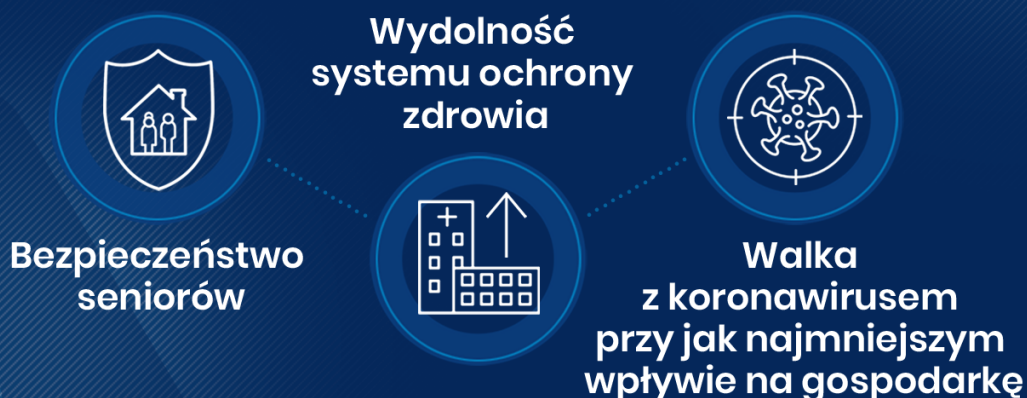 Wydolność
systemu ochrony
zdrowia
Bezpieczeństwo
seniorów
Walka
z koronawirusem
przy jak najmniejszym
wpływie na gospodarkę